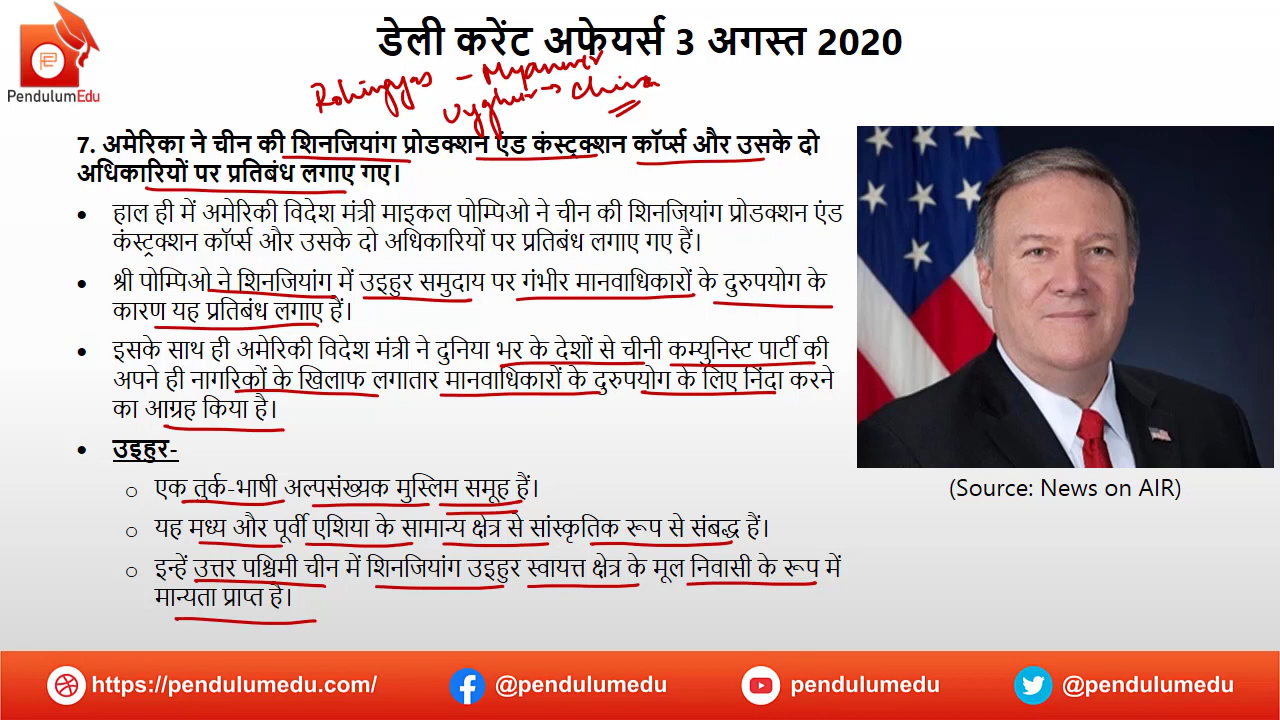 डेली करेंट अफेयर्स 3 अगस्त 2020
PendulumEdu
Rohingyas - Myanmer
Uyghur → China
7. अमेरिका ने चीन की शिनजियांग प्रोडक्शन एंड कंस्ट्रक्शन कॉर्प्स और उसके दो
अधिकारियों पर प्रतिबंध लगाए गए।
• हाल ही में अमेरिकी विदेश मंत्री माइकल पोम्पिओ ने चीन की शिनजियांग प्रोडक्शन एंड
कंस्ट्रक्शन कॉर्प्स और उसके दो अधिकारियों पर प्रतिबंध लगाए गए हैं।
• श्री पोम्पिओ ने शिनजियांग में उइहुर समुदाय पर गंभीर मानवाधिकारों के दुरुपयोग के
कारण यह प्रतिबंध लगाए हैं।
• इसके साथ ही अमेरिकी विदेश मंत्री ने दुनिया भर के देशों से चीनी कम्युनिस्ट पार्टी की
अपने ही नागरिकों के खिलाफ लगातार मानवाधिकारों के दुरुपयोग के लिए निंदा करने
का आग्रह किया है।
• उइहुर-
o एक तुर्क-भाषी अल्पसंख्यक मुस्लिम समूह हैं।
o यह मध्य और पूर्वी एशिया के सामान्य क्षेत्र से सांस्कृतिक रूप से संबद्ध हैं।
o इन्हें उत्तर पश्चिमी चीन में शिनजियांग उइहुर स्वायत्त क्षेत्र के मूल निवासी के रूप में
मान्यता प्राप्त है।
(Source: News on AIR)
https://pendulumedu.com/
@pendulumedu
pendulumedu
@pendulumedu